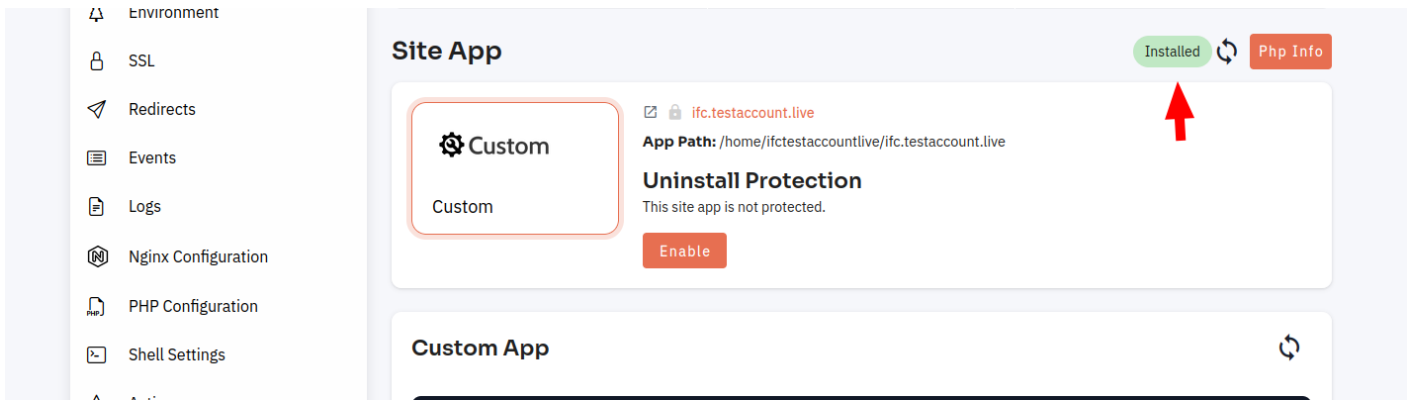 Environment
SSL
Redirects
Events
Logs
Nginx Configuration
PHP Configuration
Shell Settings
Site App
Installed
Php Info
Custom
Custom
ifc.testaccount.live
App Path: /home/ifctestaccountlive/ifc.testaccount.live
Uninstall Protection
This site app is not protected.
Enable
Custom App